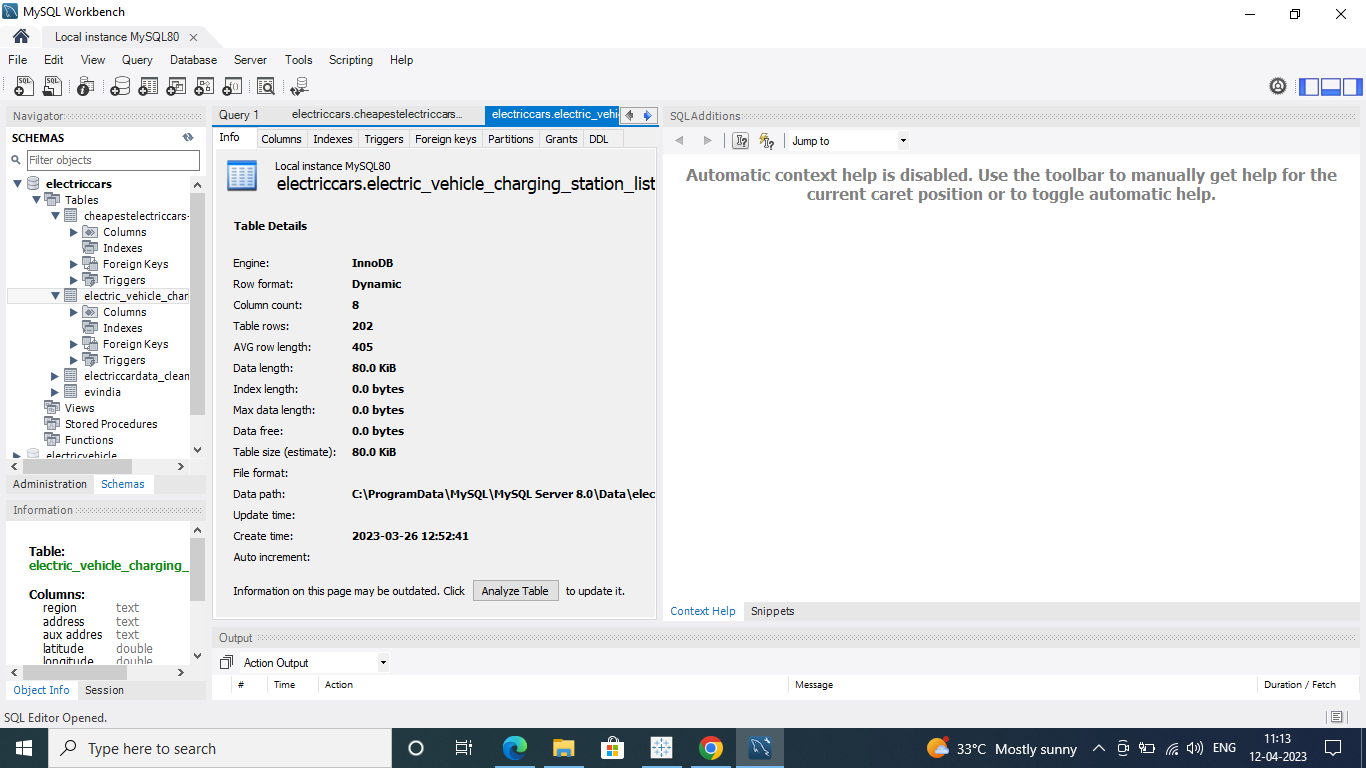 MySQL Workbench
Local instance MySQL80
File Edit View Query Database Server Tools Scripting Help
Navigator
SCHEMAS
Filter objects
electriccars
Tables
cheapestelectriccars-
Columns
Indexes
Foreign Keys
Triggers
electric_vehicle_char
Columns
Indexes
Foreign Keys
Triggers
electriccardata_clean
evindia
Views
Stored Procedures
Functions
electricvehicle
Administration Schemas
Information
Table:
electric_vehicle_charging_
Columns:
region text
address text
aux addres text
latitude double
longitude double
Object Info Session
Query 1 electriccars.cheapestelectriccars... electriccars.electric_vehi
Info Columns Indexes Triggers Foreign keys Partitions Grants DDL
Local instance MySQL80
electriccars.electric_vehicle_charging_station_list
Table Details
Engine: InnoDB
Row format: Dynamic
Column count: 8
Table rows: 202
AVG row length: 405
Data length: 80.0 KiB
Index length: 0.0 bytes
Max data length: 0.0 bytes
Data free: 0.0 bytes
Table size (estimate): 80.0 KiB
File format:
Data path: C:\ProgramData\MySQL\MySQL Server 8.0\Data\elec
Update time:
Create time: 2023-03-26 12:52:41
Auto increment:
Information on this page may be outdated. Click Analyze Table to update it.
SQLAdditions
Jump to
Automatic context help is disabled. Use the toolbar to manually get help for the
current caret position or to toggle automatic help.
Context Help Snippets
Output
Action Output
# Time Action Message Duration / Fetch
SQL Editor Opened.
Type here to search
33°C Mostly sunny
ENG
11:13
12-04-2023